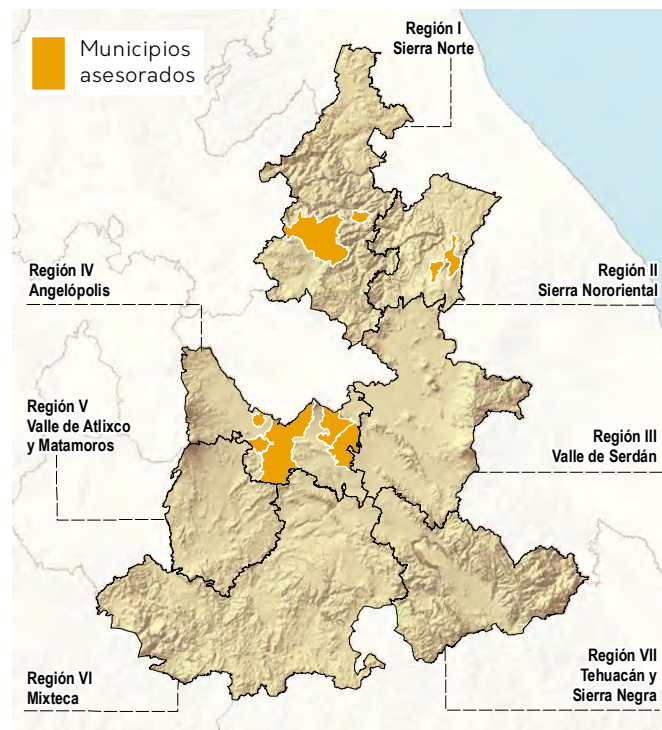 Municipios
asesorados
Región I
Sierra Norte
Región IV
Angelópolis
Región II
Sierra Nororiental
Región V
Valle de Atlixco
y Matamoros
Región III
Valle de Serdán
Región VI
Mixteca
Región VII
Tehuacán y
Sierra Negra